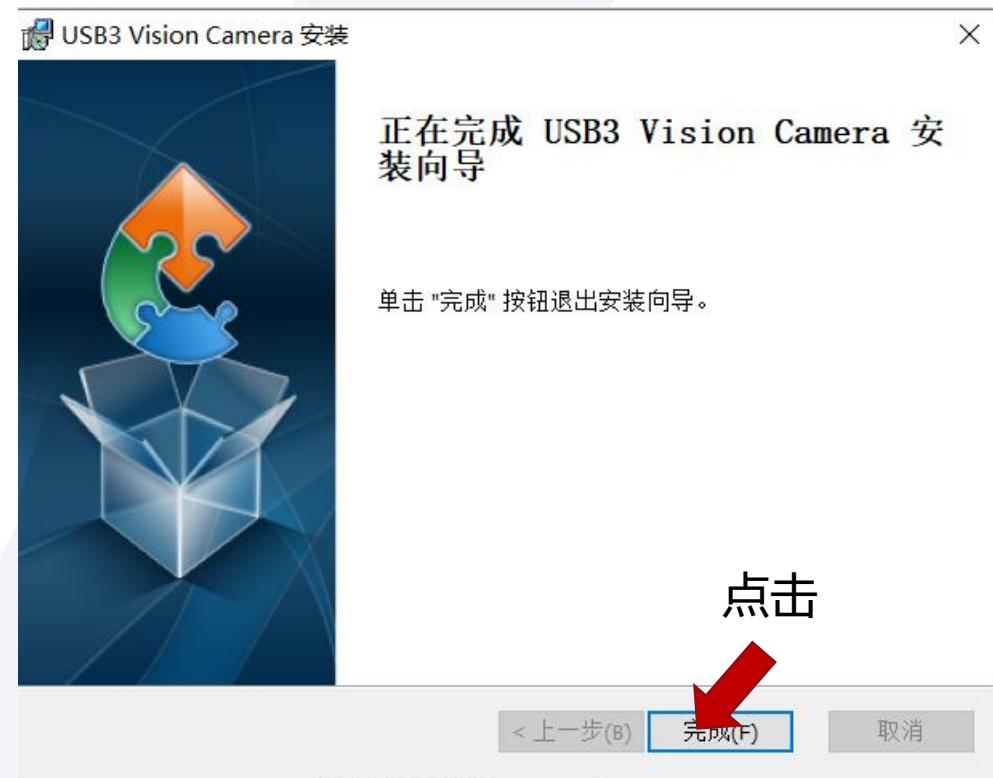 USB3 Vision Camera 安装
正在完成 USB3 Vision Camera 安
装向导
单击 "完成" 按钮退出安装向导。
点击
< 上一步(B)
完成(F)
取消